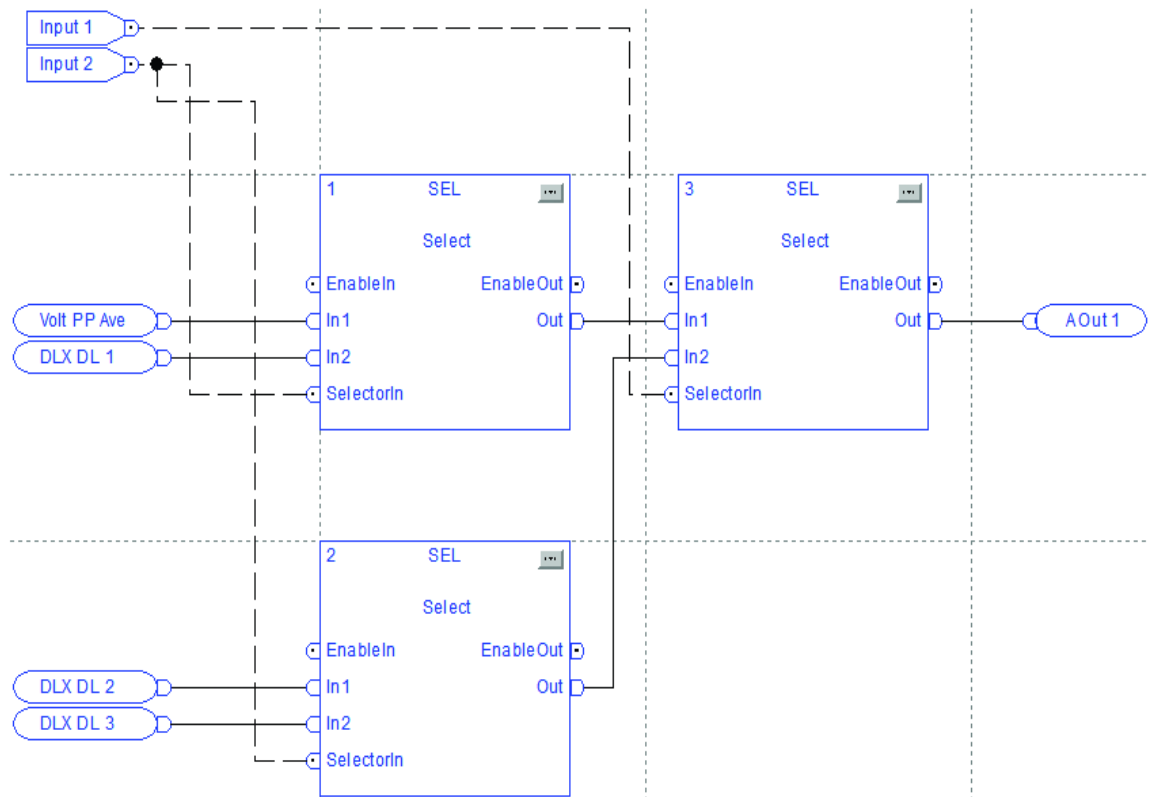 Input 1
Input 2
1 SEL
Select
EnableIn EnableOut
In1 Out
In2
SelectorIn
Volt PP Ave
DLX DL 1
3 SEL
Select
EnableIn EnableOut
In1 Out
In2
SelectorIn
A Out 1
2 SEL
Select
EnableIn EnableOut
In1 Out
In2
SelectorIn
DLX DL 2
DLX DL 3